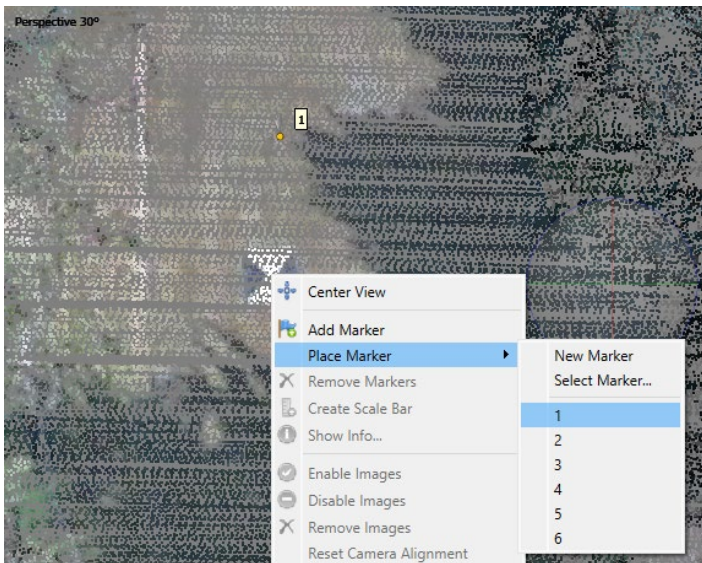 Perspective 30°
1
Center View
Add Marker
Place Marker
Remove Markers
Create Scale Bar
Show Info...
Enable Images
Disable Images
Remove Images
Reset Camera Alignment
New Marker
Select Marker...
1
2
3
4
5
6